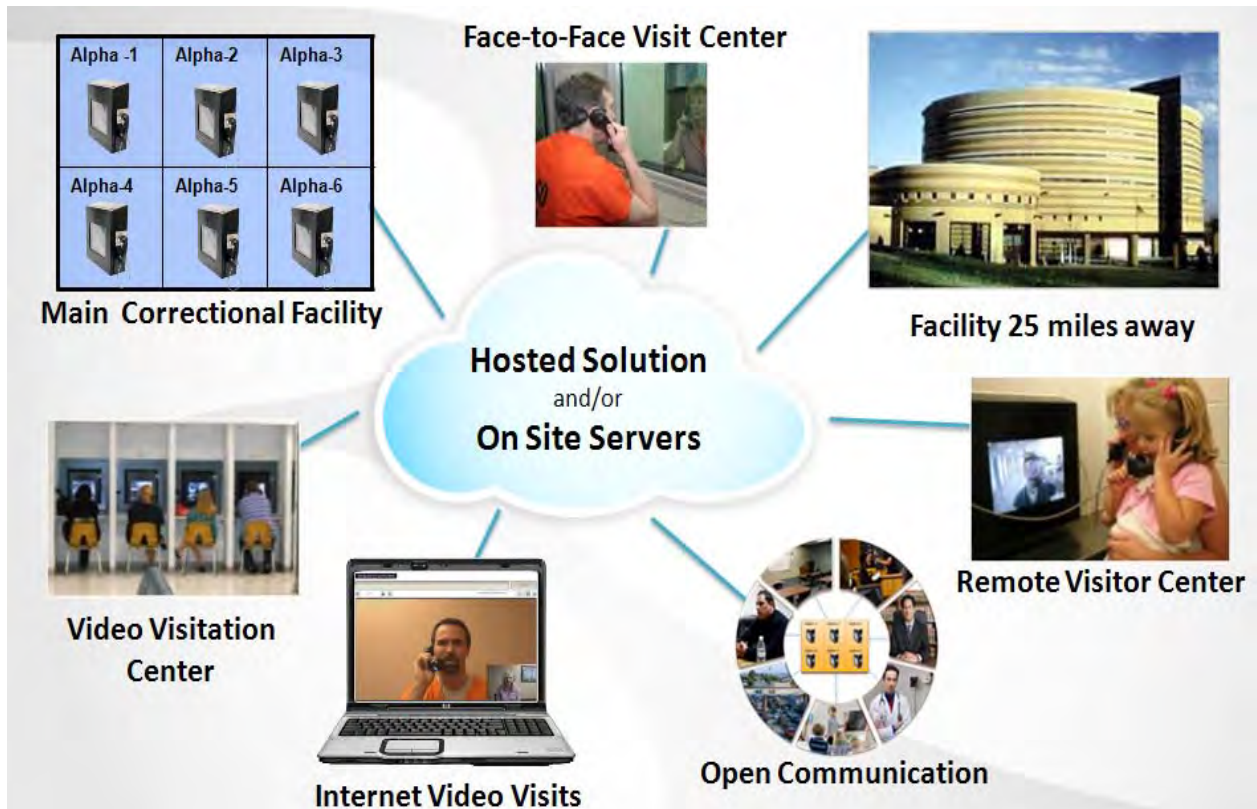 Alpha -1
Alpha-2
Alpha-3
Alpha-4
Alpha-5
Alpha-6
Main Correctional Facility
Face-to-Face Visit Center
Facility 25 miles away
Hosted Solution
and/or
On Site Servers
Video Visitation
Center
Internet Video Visits
Open Communication
Remote Visitor Center